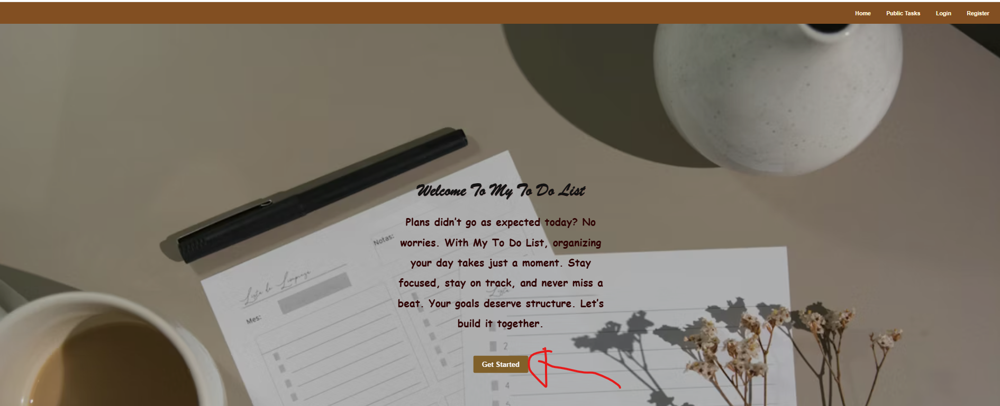 Home Public Tasks Login Register
Welcome To My To Do List
Plans didn't go as expected today? No
worries. With My To Do List, organizing
your day takes just a moment. Stay
focused, stay on track, and never miss a
beat. Your goals deserve structure. Let's
build it together.
Get Started
Notas:
Lista de Limpieza
Mes:
Lista
2
4